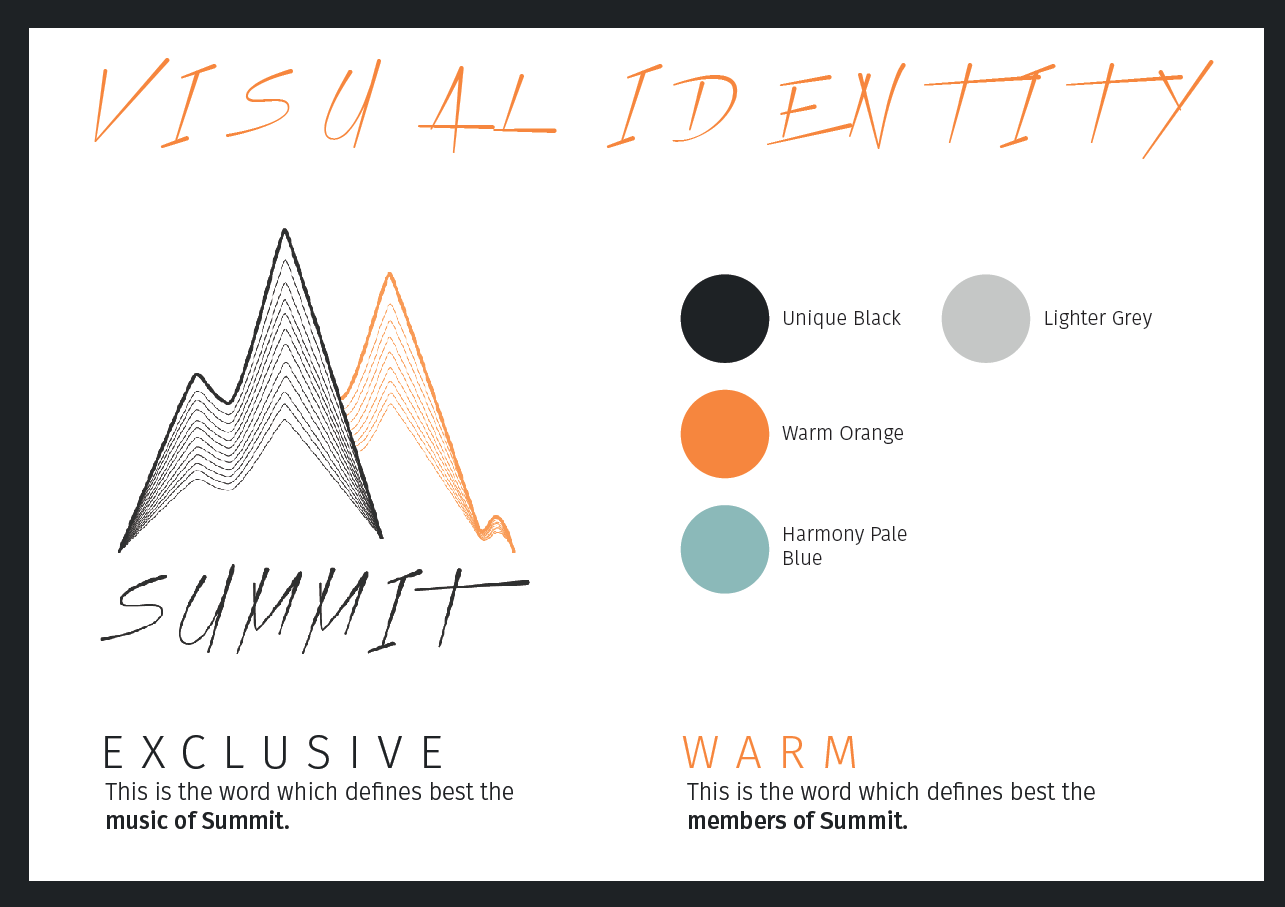 VISUAL IDENTITY
Unique Black
Lighter Grey
Warm Orange
Harmony Pale
Blue
SUMMIT
EXCLUSIVE
This is the word which defines best the
music of Summit.
WARM
This is the word which defines best the
members of Summit.